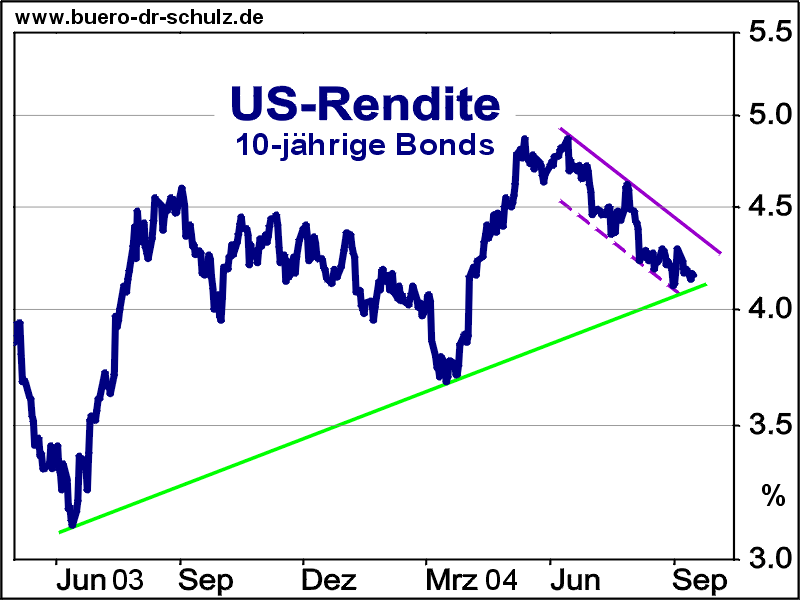 www.buero-dr-schulz.de
US-Rendite
10-jährige Bonds
5.5
5.0
4.5
4.0
3.5
%
3.0
Jun 03 Sep Dez Mrz 04 Jun Sep